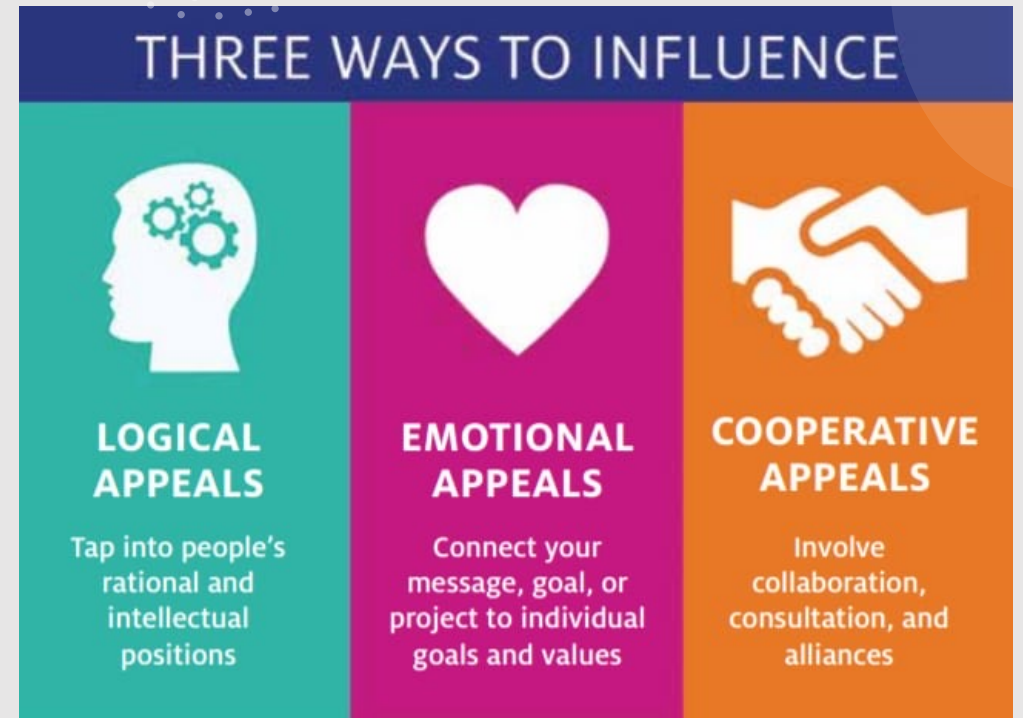 THREE WAYS TO INFLUENCE
LOGICAL
APPEALS
Tap into people's
rational and
intellectual
positions
EMOTIONAL
APPEALS
Connect your
message, goal, or
project to individual
goals and values
COOPERATIVE
APPEALS
Involve
collaboration,
consultation, and
alliances